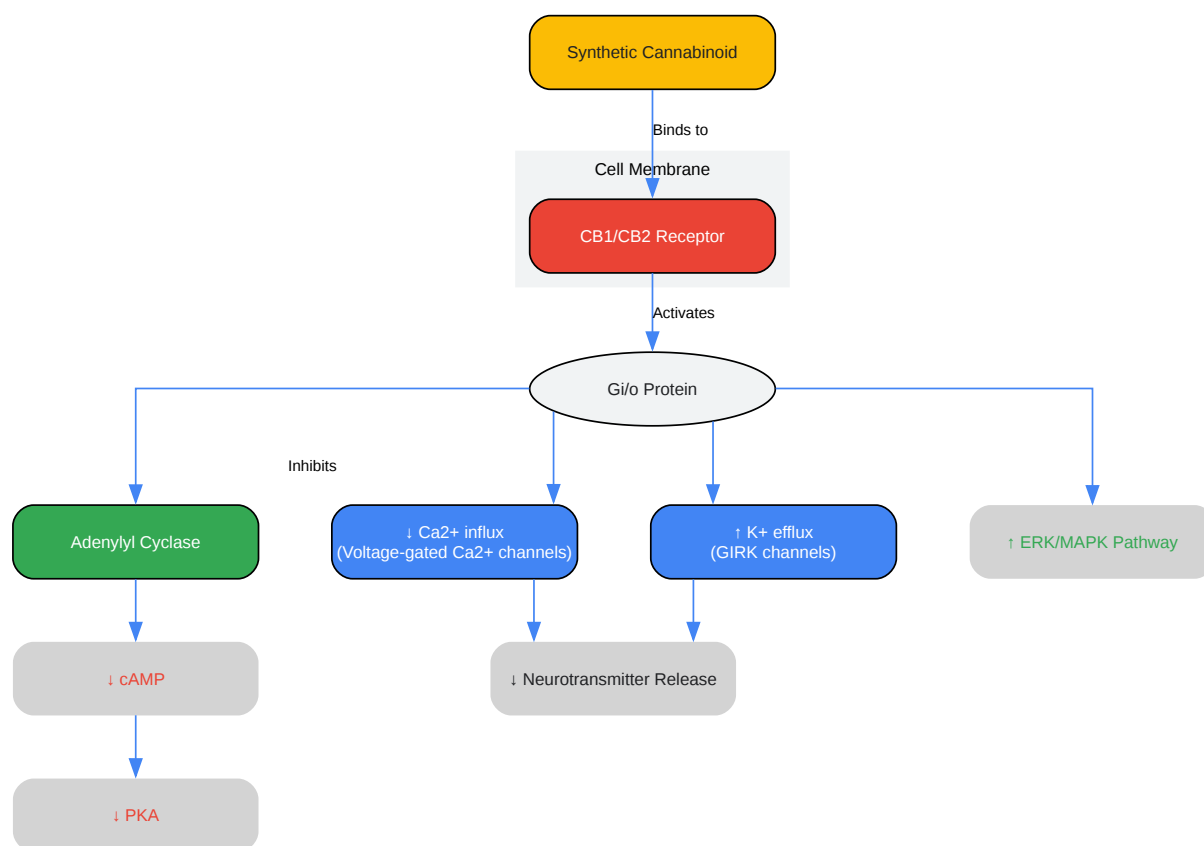 Synthetic Cannabinoid
Binds to
Cell Membrane
CB1/CB2 Receptor
Activates
Gi/o Protein
Inhibits
Adenylyl Cyclase
↓ Ca2+ influx
(Voltage-gated Ca2+ channels)
↑ K+ efflux
(GIRK channels)
↑ ERK/MAPK Pathway
↓ cAMP
↓ Neurotransmitter Release
↓ PKA